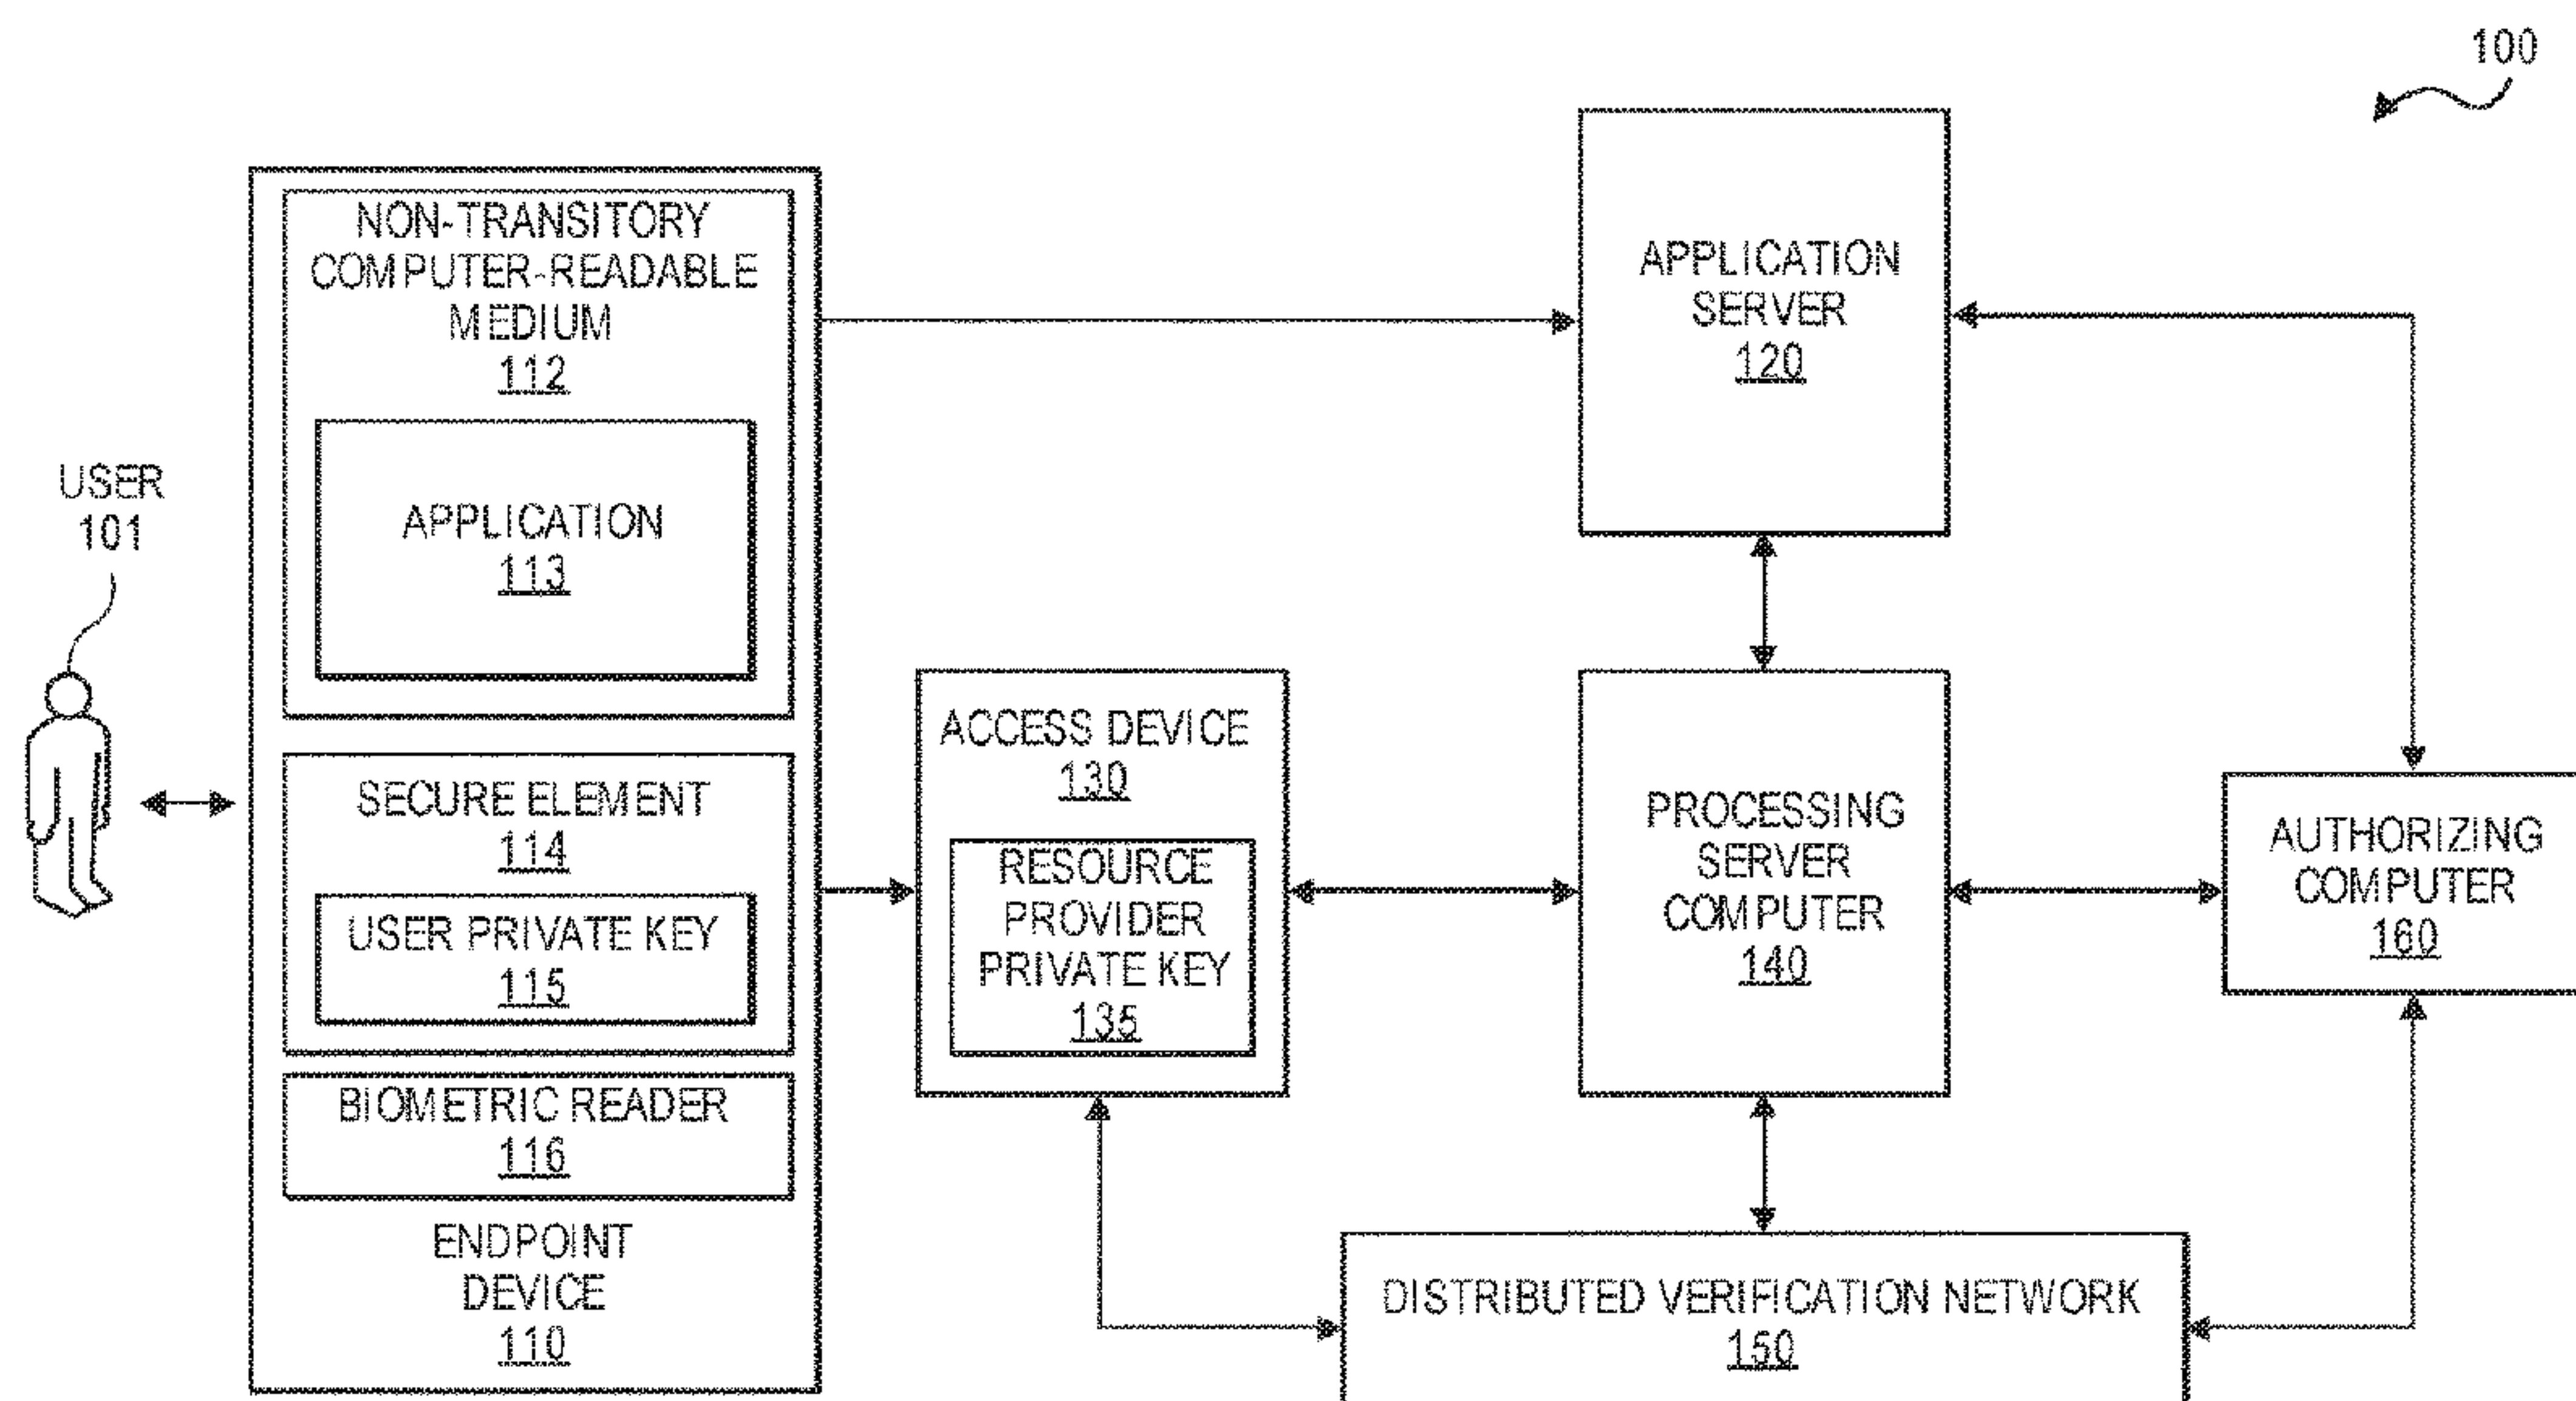 100
NON-TRANSITORY
COMPUTER-READABLE
MEDIUM
112
APPLICATION
113
USER
101
SECURE ELEMENT
114
USER PRIVATE KEY
115
BIOMETRIC READER
116
ENDPOINT
DEVICE
110
APPLICATION
SERVER
120
ACCESS DEVICE
130
RESOURCE
PROVIDER
PRIVATE KEY
135
PROCESSING
SERVER
COMPUTER
140
AUTHORIZING
COMPUTER
160
DISTRIBUTED VERIFICATION NETWORK
150